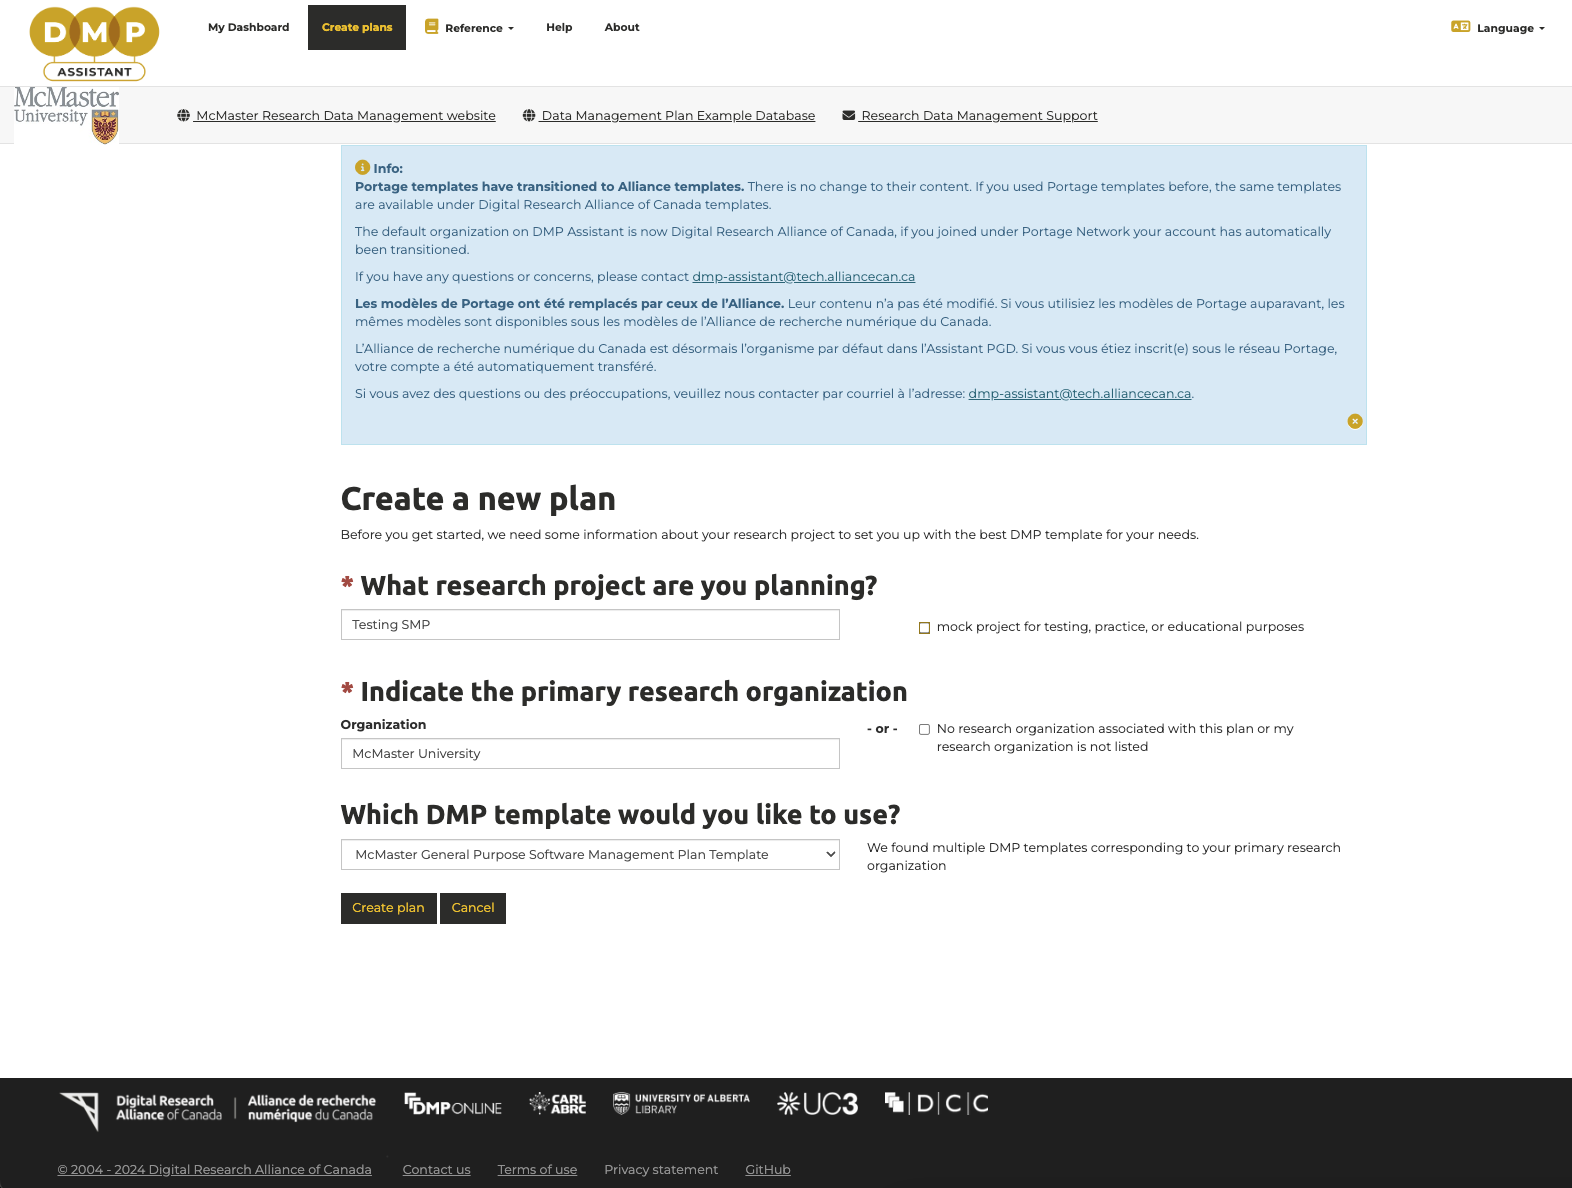 DMP
ASSISTANT
My Dashboard
Create plans
Reference
Help
About
Language
McMaster
University
McMaster Research Data Management website
Data Management Plan Example Database
Research Data Management Support
Info:
Portage templates have transitioned to Alliance templates. There is no change to their content. If you used Portage templates before, the same templates
are available under Digital Research Alliance of Canada templates.
The default organization on DMP Assistant is now Digital Research Alliance of Canada, if you joined under Portage Network your account has automatically
been transitioned.
If you have any questions or concerns, please contact dmp-assistant@tech.alliancecan.ca
Les modèles de Portage ont été remplacés par ceux de l’Alliance. Leur contenu n’a pas été modifié. Si vous utilisiez les modèles de Portage auparavant, les
mêmes modèles sont disponibles sous les modèles de l’Alliance de recherche numérique du Canada.
L’Alliance de recherche numérique du Canada est désormais l’organisme par défaut dans l’Assistant PGD. Si vous vous étiez inscrit(e) sous le réseau Portage,
votre compte a été automatiquement transféré.
Si vous avez des questions ou des préoccupations, veuillez nous contacter par courriel à l’adresse: dmp-assistant@tech.alliancecan.ca.
Create a new plan
Before you get started, we need some information about your research project to set you up with the best DMP template for your needs.
* What research project are you planning?
Testing SMP
mock project for testing, practice, or educational purposes
* Indicate the primary research organization
Organization
McMaster University
- or -
No research organization associated with this plan or my
research organization is not listed
Which DMP template would you like to use?
McMaster General Purpose Software Management Plan Template
We found multiple DMP templates corresponding to your primary research
organization
Create plan
Cancel
Digital Research
Alliance of Canada
Alliance de recherche
numérique du Canada
DMPONLINE
CARL
ABRC
UNIVERSITY OF ALBERTA
LIBRARY
UC3
D|C|C
© 2004 - 2024 Digital Research Alliance of Canada
Contact us
Terms of use
Privacy statement
GitHub